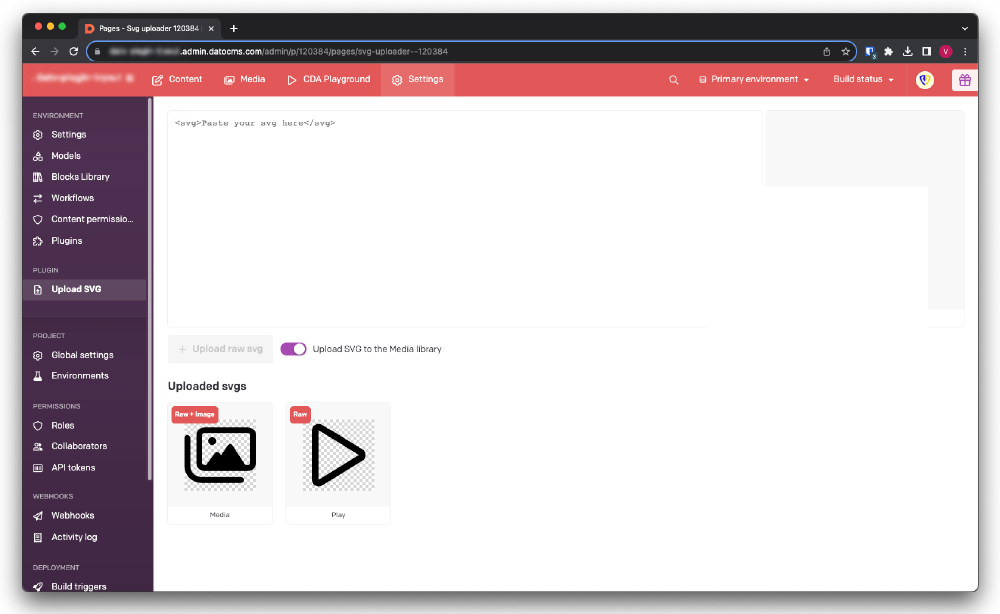 Pages - Svg uploader 120384
.admin.datocms.com/admin/p/120384/pages/svg-uploader--120384
3
V
Content
Media
CDA Playground
Settings
Primary environment
Build status
ENVIRONMENT
Settings
Models
Blocks Library
Workflows
Content permissio...
Plugins
PLUGIN
Upload SVG
PROJECT
Global settings
Environments
PERMISSIONS
Roles
Collaborators
API tokens
WEBHOOKS
Webhooks
Activity log
DEPLOYMENT
Build triggers
<svg>Paste your svg here</svg>
+ Upload raw svg
Upload SVG to the Media library
Uploaded svgs
Raw + Image
Media
Raw
Play